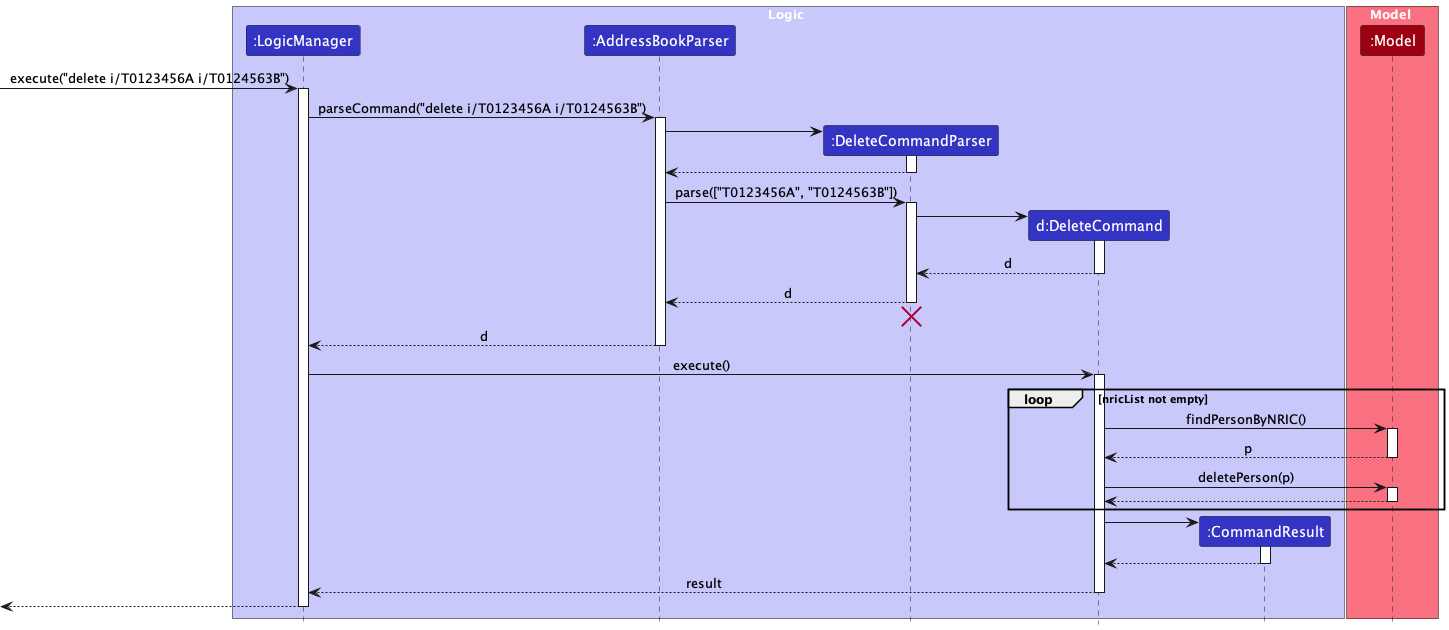 Logic
Model
:LogicManager
:AddressBookParser
:Model
execute("delete i/T0123456A i/T0124563B")
parseCommand("delete i/T0123456A i/T0124563B")
:DeleteCommandParser
parse(["T0123456A", "T0124563B"])
d:DeleteCommand
d
d
d
execute()
loop
[nricList not empty]
findPersonByNRIC()
p
deletePerson(p)
:CommandResult
result